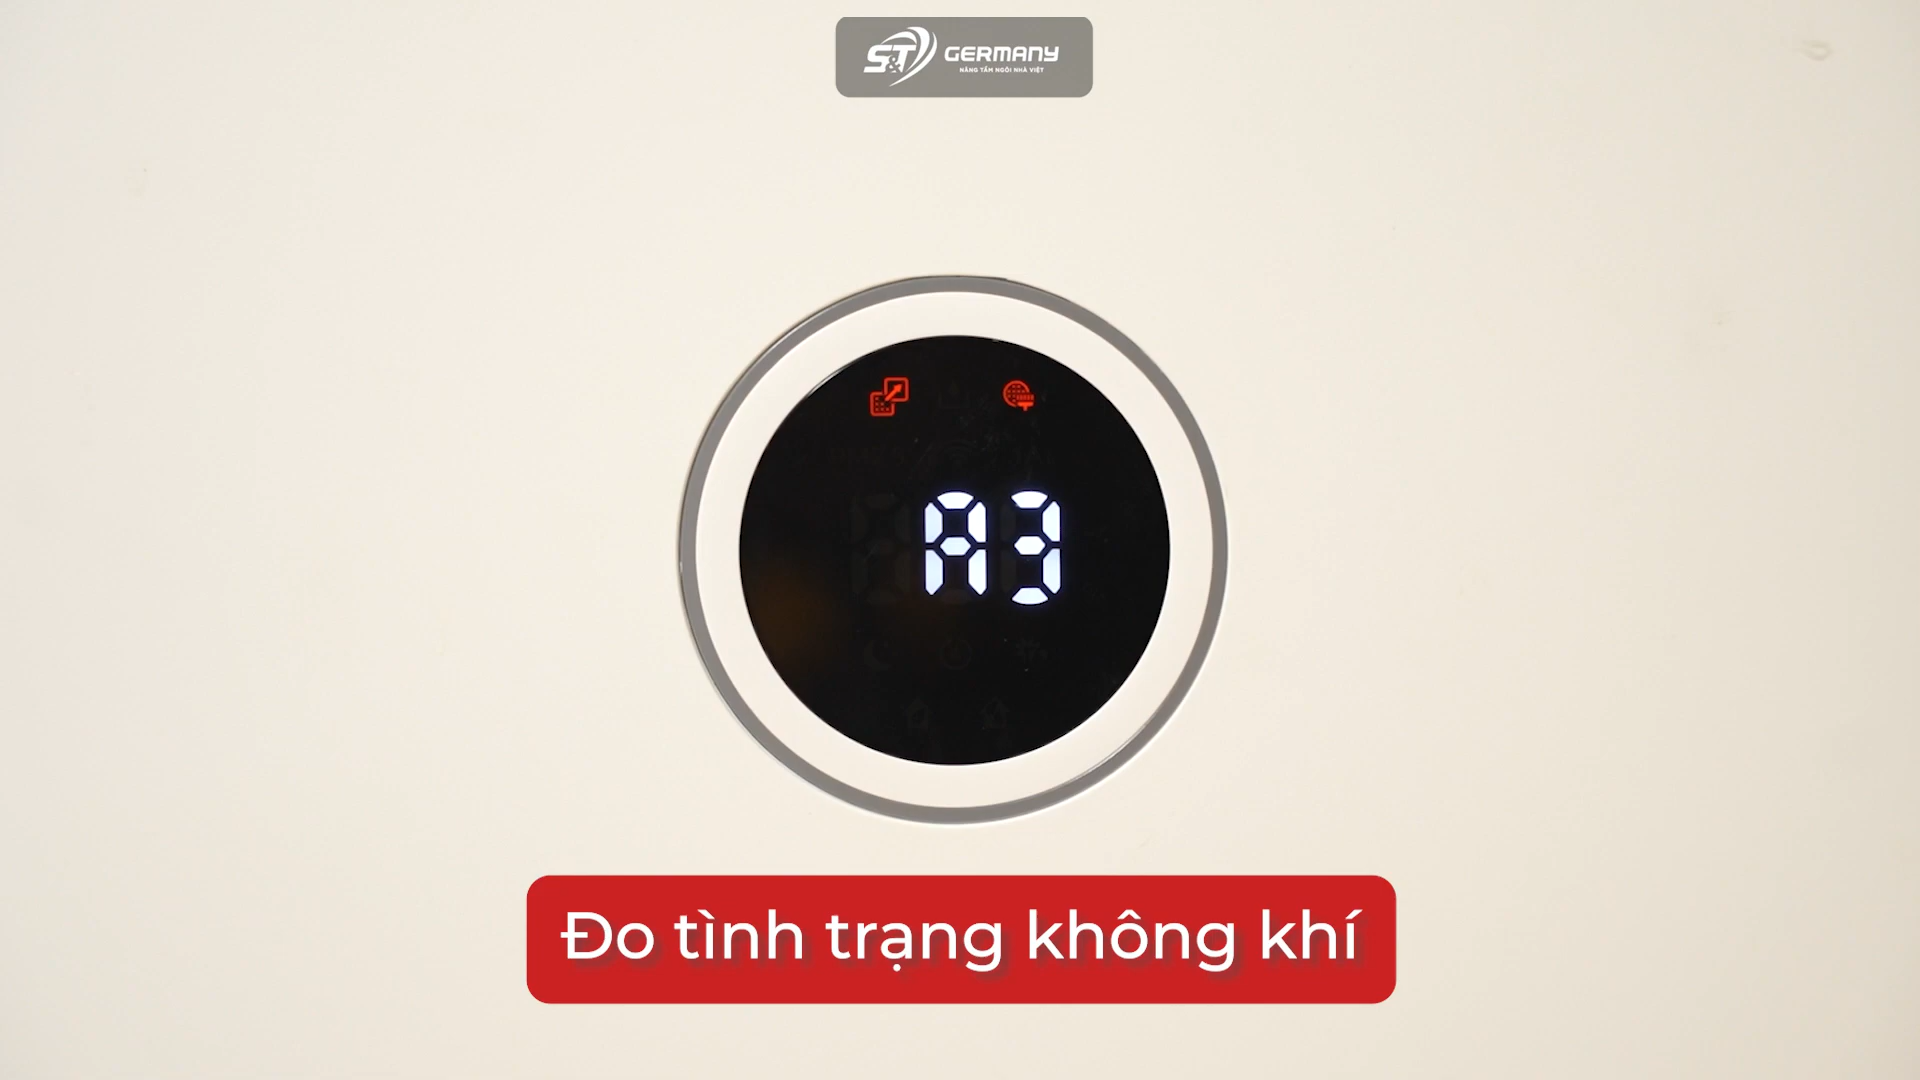 S&T GERMANY
NÂNG TẦM NGÔI NHÀ VIỆT
A3
Đo tình trạng không khí